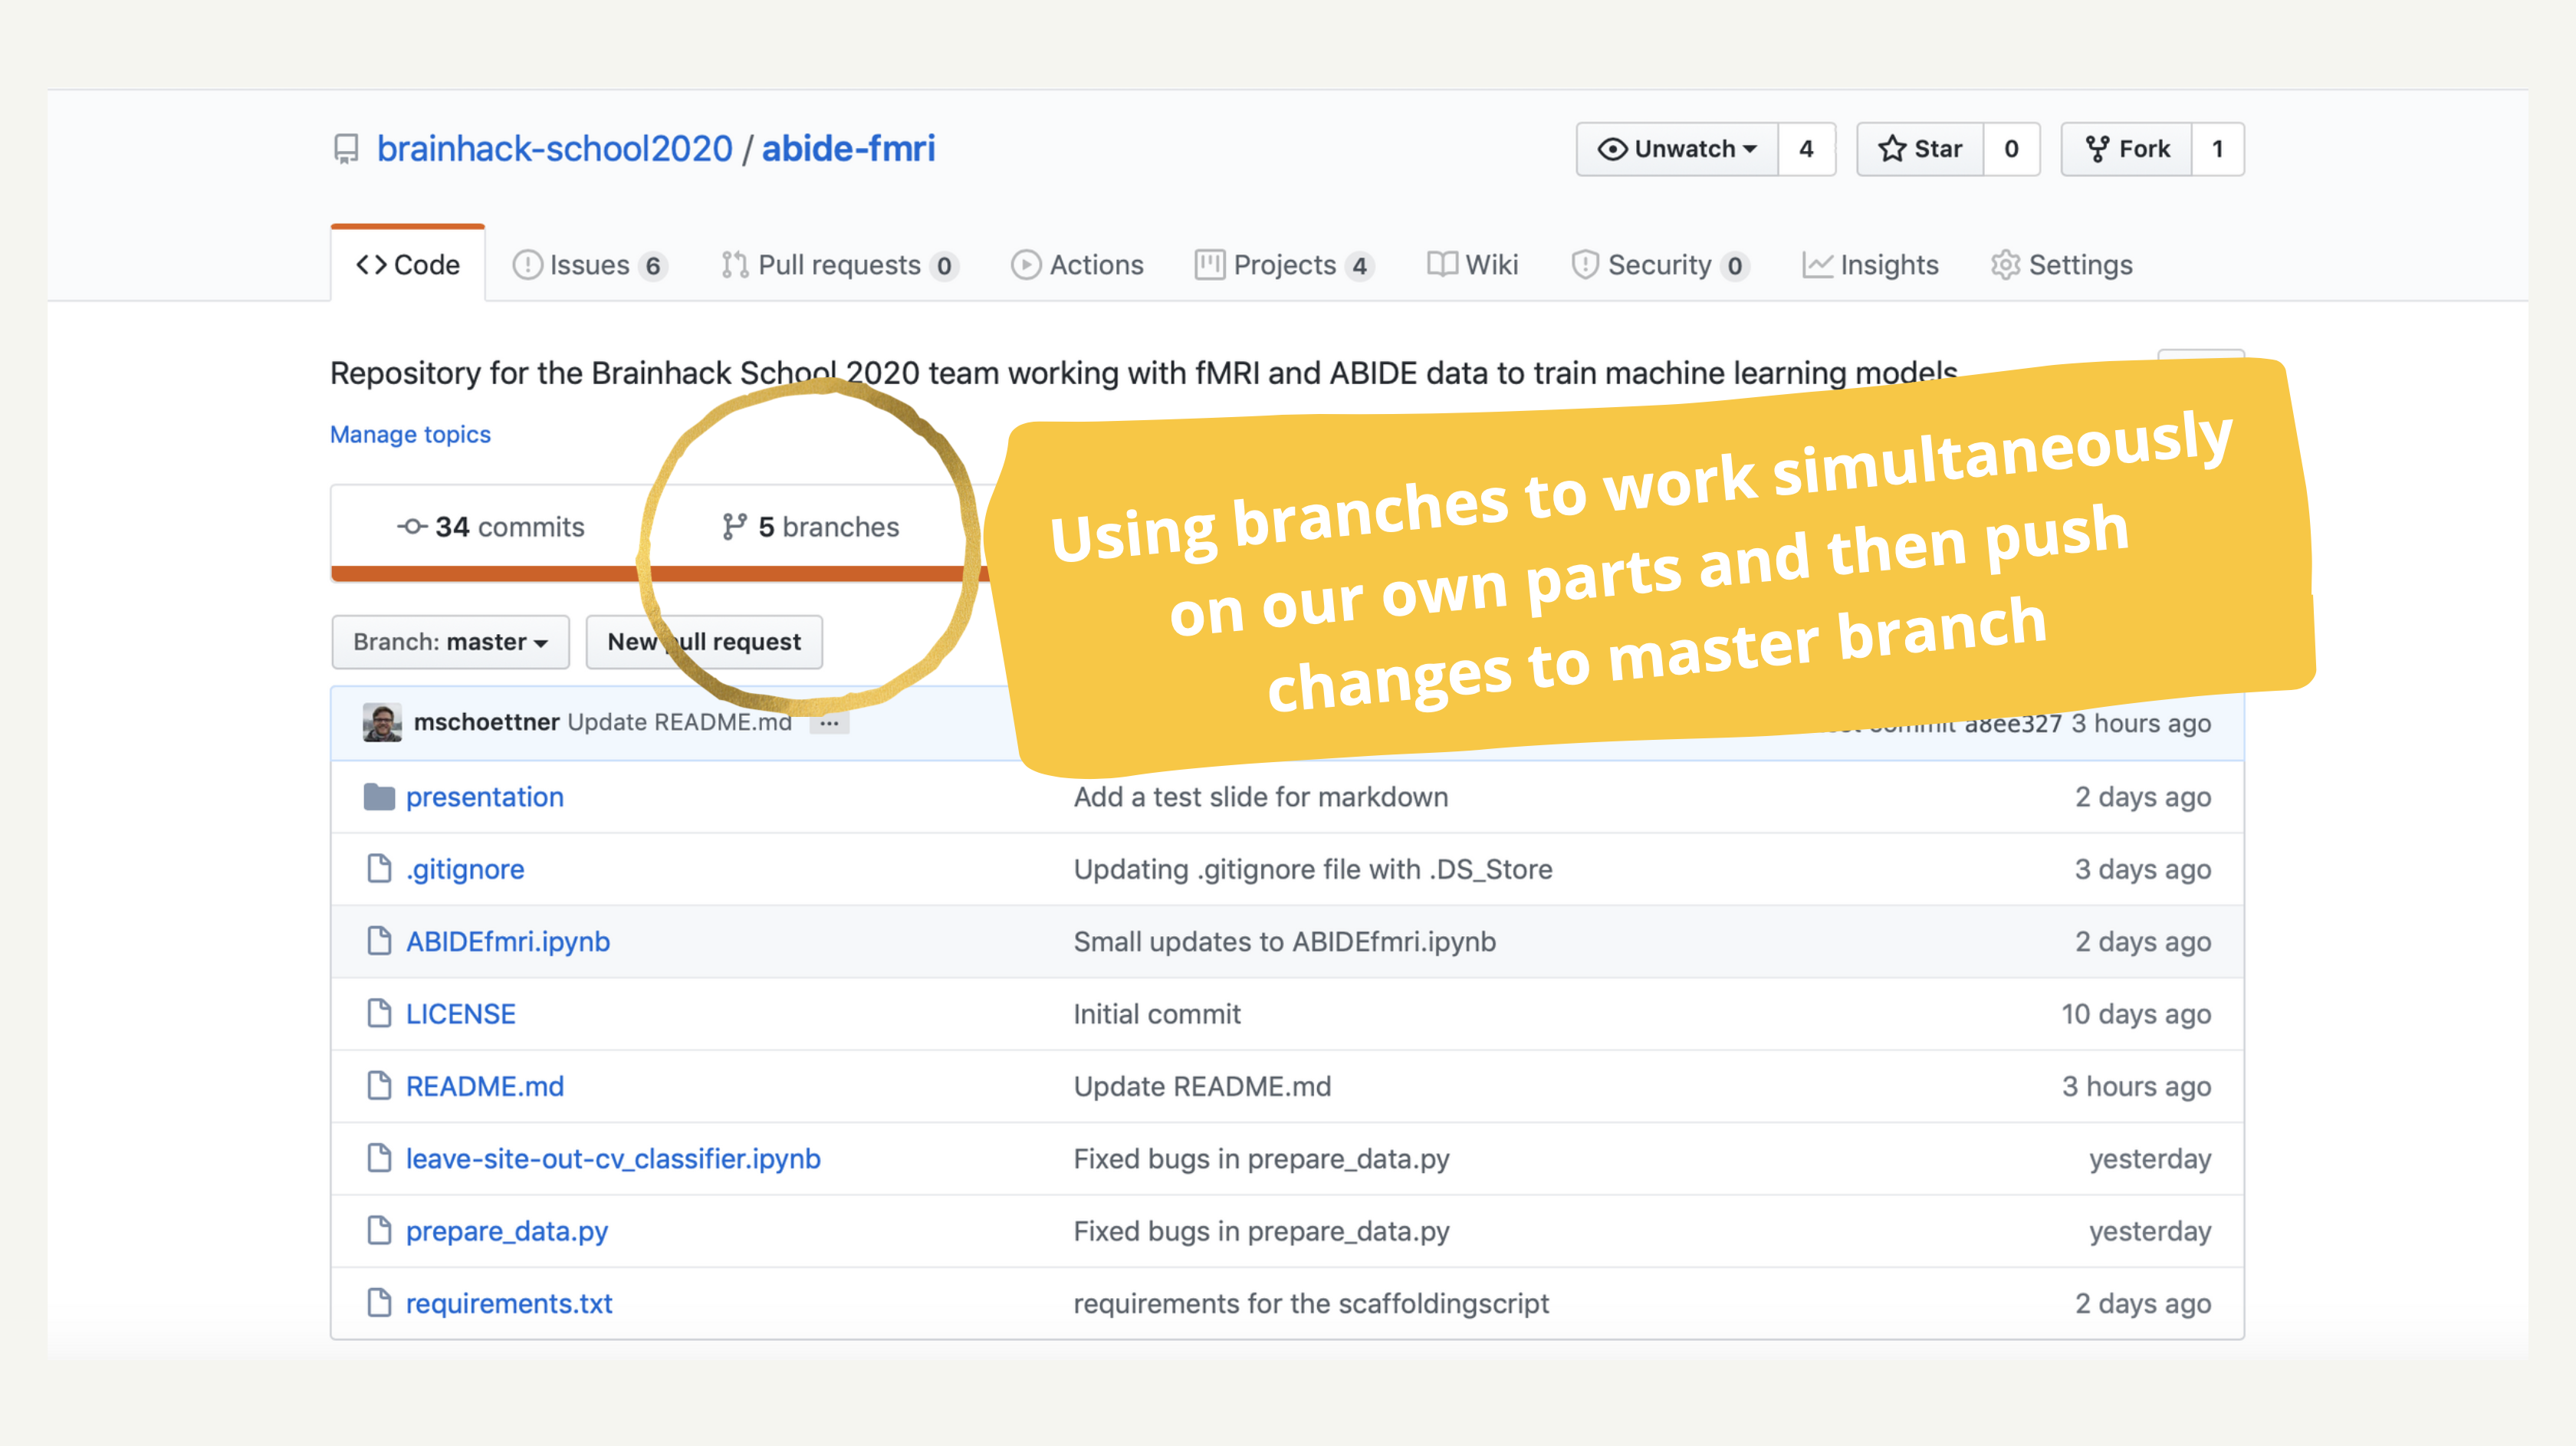 brainhack-school2020 / abide-fmri
Unwatch 4 Star 0 Fork 1
Code Issues 6 Pull requests 0 Actions Projects 4 Wiki Security 0 Insights Settings
Repository for the Brainhack School 2020 team working with fMRI and ABIDE data to train machine learning models
Manage topics
34 commits 5 branches
Using branches to work simultaneously
on our own parts and then push
changes to master branch
Branch: master New pull request
mschoettner Update README.md ... commit a8ee327 3 hours ago
presentation Add a test slide for markdown 2 days ago
.gitignore Updating .gitignore file with .DS_Store 3 days ago
ABIDEfmri.ipynb Small updates to ABIDEfmri.ipynb 2 days ago
LICENSE Initial commit 10 days ago
README.md Update README.md 3 hours ago
leave-site-out-cv_classifier.ipynb Fixed bugs in prepare_data.py yesterday
prepare_data.py Fixed bugs in prepare_data.py yesterday
requirements.txt requirements for the scaffoldingscript 2 days ago